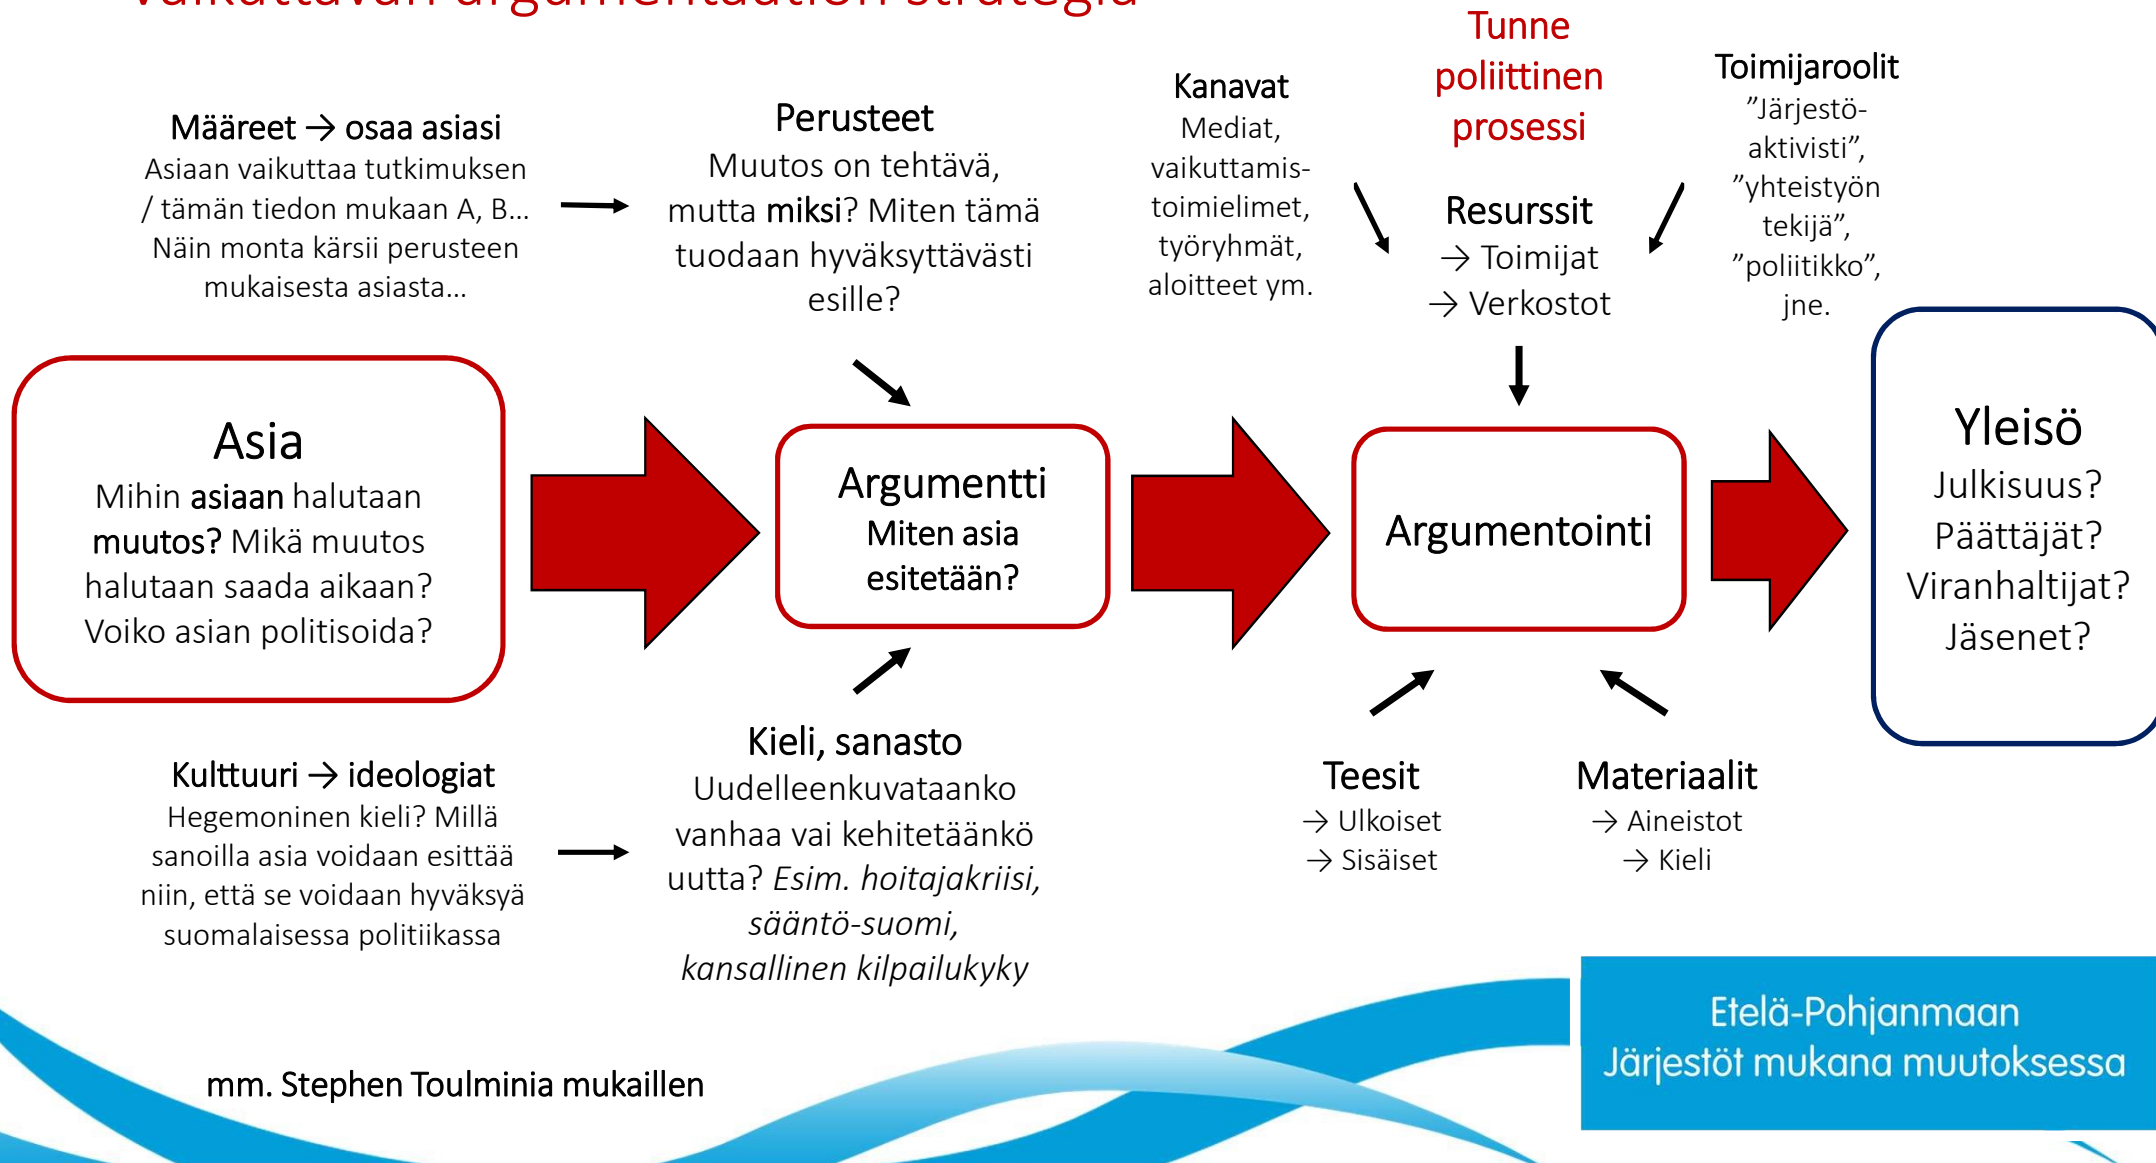 Vaikuttavan argumentaation strategia
Määreet → osaa asiasi
Asiaan vaikuttaa tutkimuksen
/ tämän tiedon mukaan A, B...
Näin monta kärsii perusteen
mukaisesta asiasta...
Perusteet
Muutos on tehtävä,
mutta miksi? Miten tämä
tuodaan hyväksyttävästi
esille?
Kanavat
Mediat,
vaikuttamis-
toimielimet,
työryhmät,
aloitteet ym.
Tunne
poliittinen
prosessi
Resurssit
→ Toimijat
→ Verkostot
Toimijaroolit
”Järjestö-
aktivisti”,
”yhteistyön
tekijä”,
”poliitikko”,
jne.
Asia
Mihin asiaan halutaan
muutos? Mikä muutos
halutaan saada aikaan?
Voiko asian politisoida?
Argumentti
Miten asia
esitetään?
Argumentointi
Yleisö
Julkisuus?
Päättäjät?
Viranhaltijat?
Jäsenet?
Kulttuuri → ideologiat
Hegemoninen kieli? Millä
sanoilla asia voidaan esittää
niin, että se voidaan hyväksyä
suomalaisessa politiikassa
Kieli, sanasto
Uudelleenkuvataanko
vanhaa vai kehitetäänkö
uutta? Esim. hoitajakriisi,
sääntö-suomi,
kansallinen kilpailukyky
Teesit
→ Ulkoiset
→ Sisäiset
Materiaalit
→ Aineistot
→ Kieli
mm. Stephen Toulminia mukaillen
Etelä-Pohjanmaan
Järjestöt mukana muutoksessa